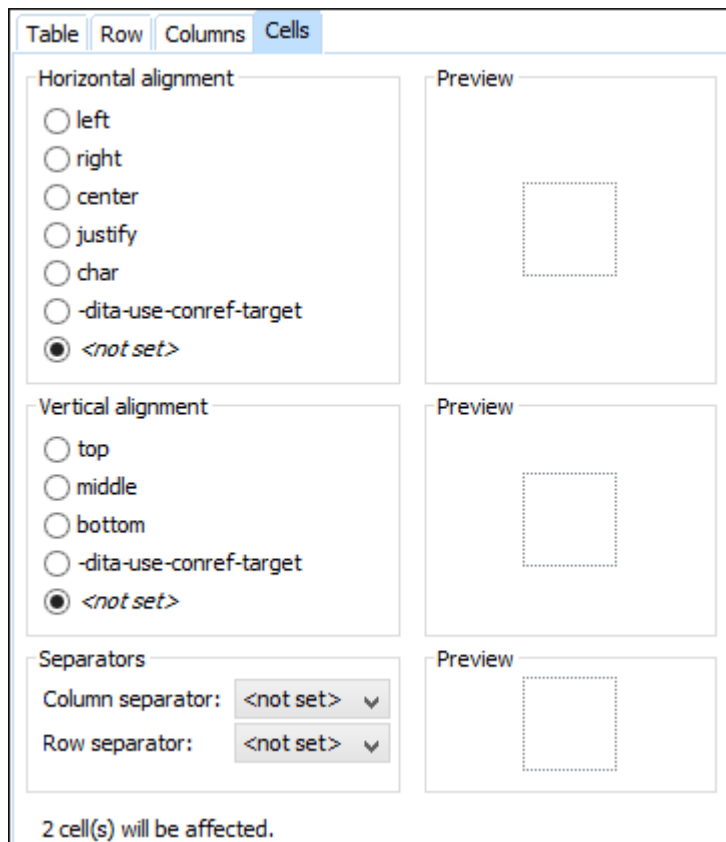 Table Row Columns Cells
Horizontal alignment
left
right
center
justify
char
-dita-use-conref-target
<not set>
Preview
Vertical alignment
top
middle
bottom
-dita-use-conref-target
<not set>
Preview
Separators
Column separator: <not set>
Row separator: <not set>
Preview
2 cell(s) will be affected.